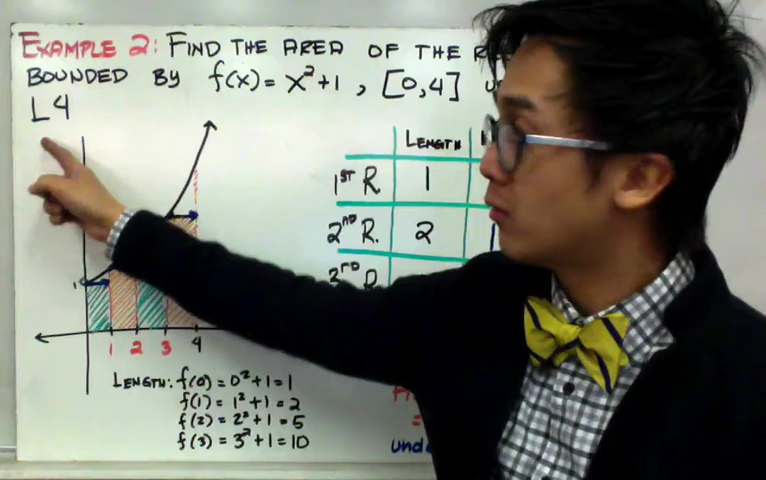 EXAMPLE 2: FIND THE AREA OF THE
BOUNDED BY f(x) = x²+1, [0,4]
L4
LENGTH
1ST R 1
2ND R. 2
3RD R
1
1 2 3 4
LENGTH: f(0) = 0²+1 = 1
f(1) = 1²+1 = 2
f(2) = 2²+1 = 5
f(3) = 3²+1 = 10
und